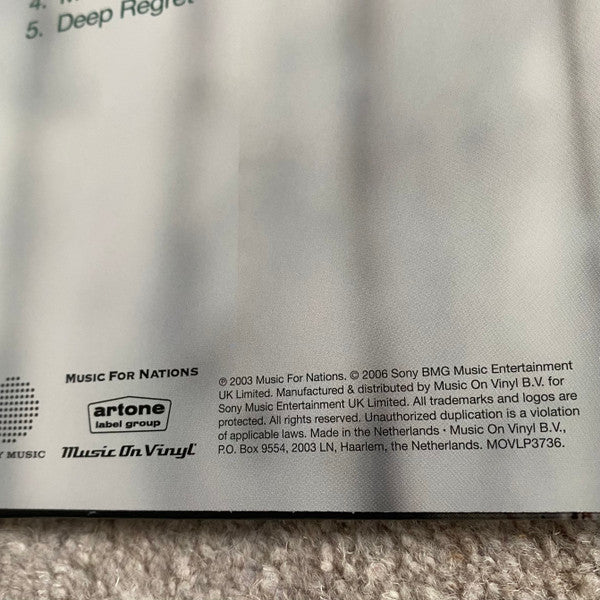 4. M
5. Deep Regret
MUSIC FOR NATIONS
artone
label group
MUSIC
Music On Vinyl
℗ 2003 Music For Nations. © 2006 Sony BMG Music Entertainment
UK Limited. Manufactured & distributed by Music On Vinyl B.V. for
Sony Music Entertainment UK Limited. All trademarks and logos are
protected. All rights reserved. Unauthorized duplication is a violation
of applicable laws. Made in the Netherlands · Music On Vinyl B.V.,
P.O. Box 9554, 2003 LN, Haarlem, the Netherlands. MOVLP3736.